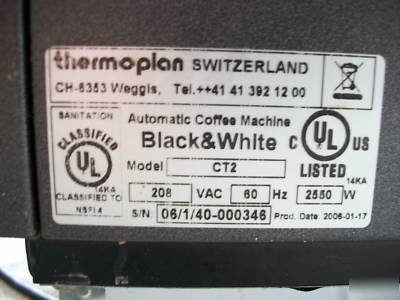 thermoplan SWITZERLAND
CH-6353 Weggis, Tel.++41 41 392 12 00
SANITATION
CLASSIFIED
UL
14KA
CLASSIFIED TO
NSF/4
Automatic Coffee Machine
Black&White
Model CT2
C UL US
LISTED
14KA
208 VAC 60 Hz 2550 W
S/N: 06/1/40-000346 Prod. Date: 2006-01-17